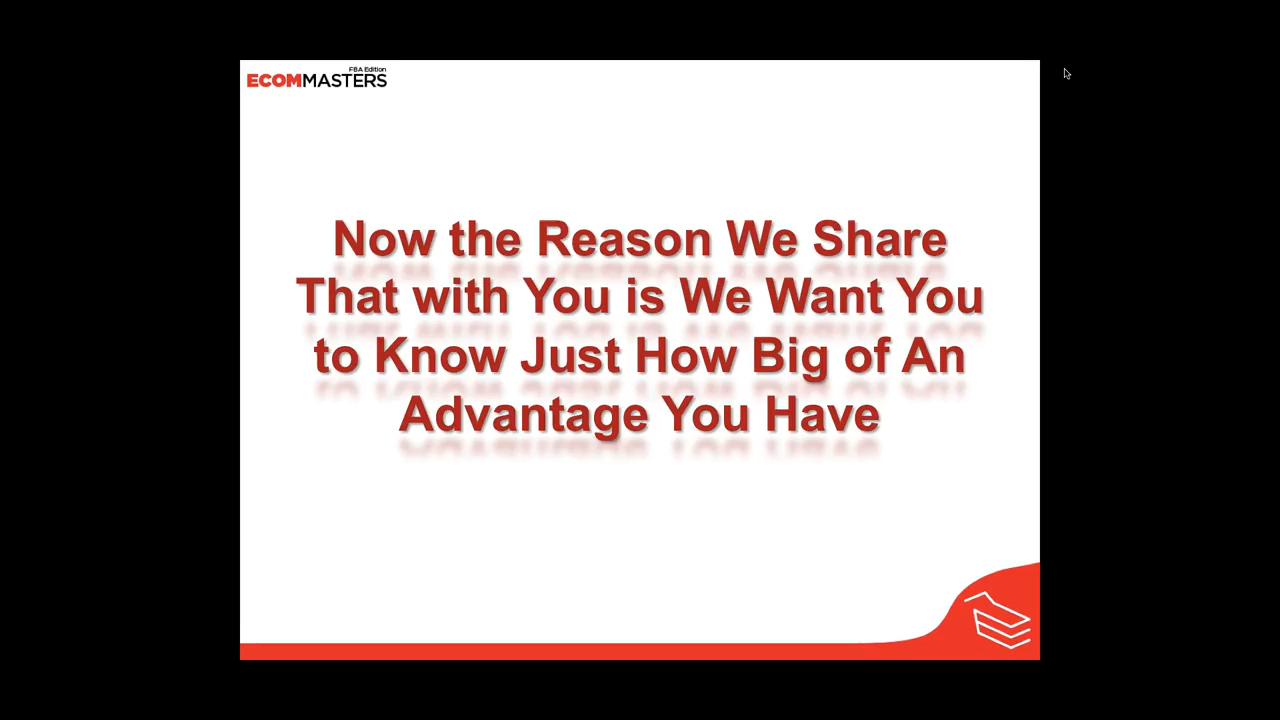 FBA Edition
ECOMMASTERS
Now the Reason We Share
That with You is We Want You
to Know Just How Big of An
Advantage You Have